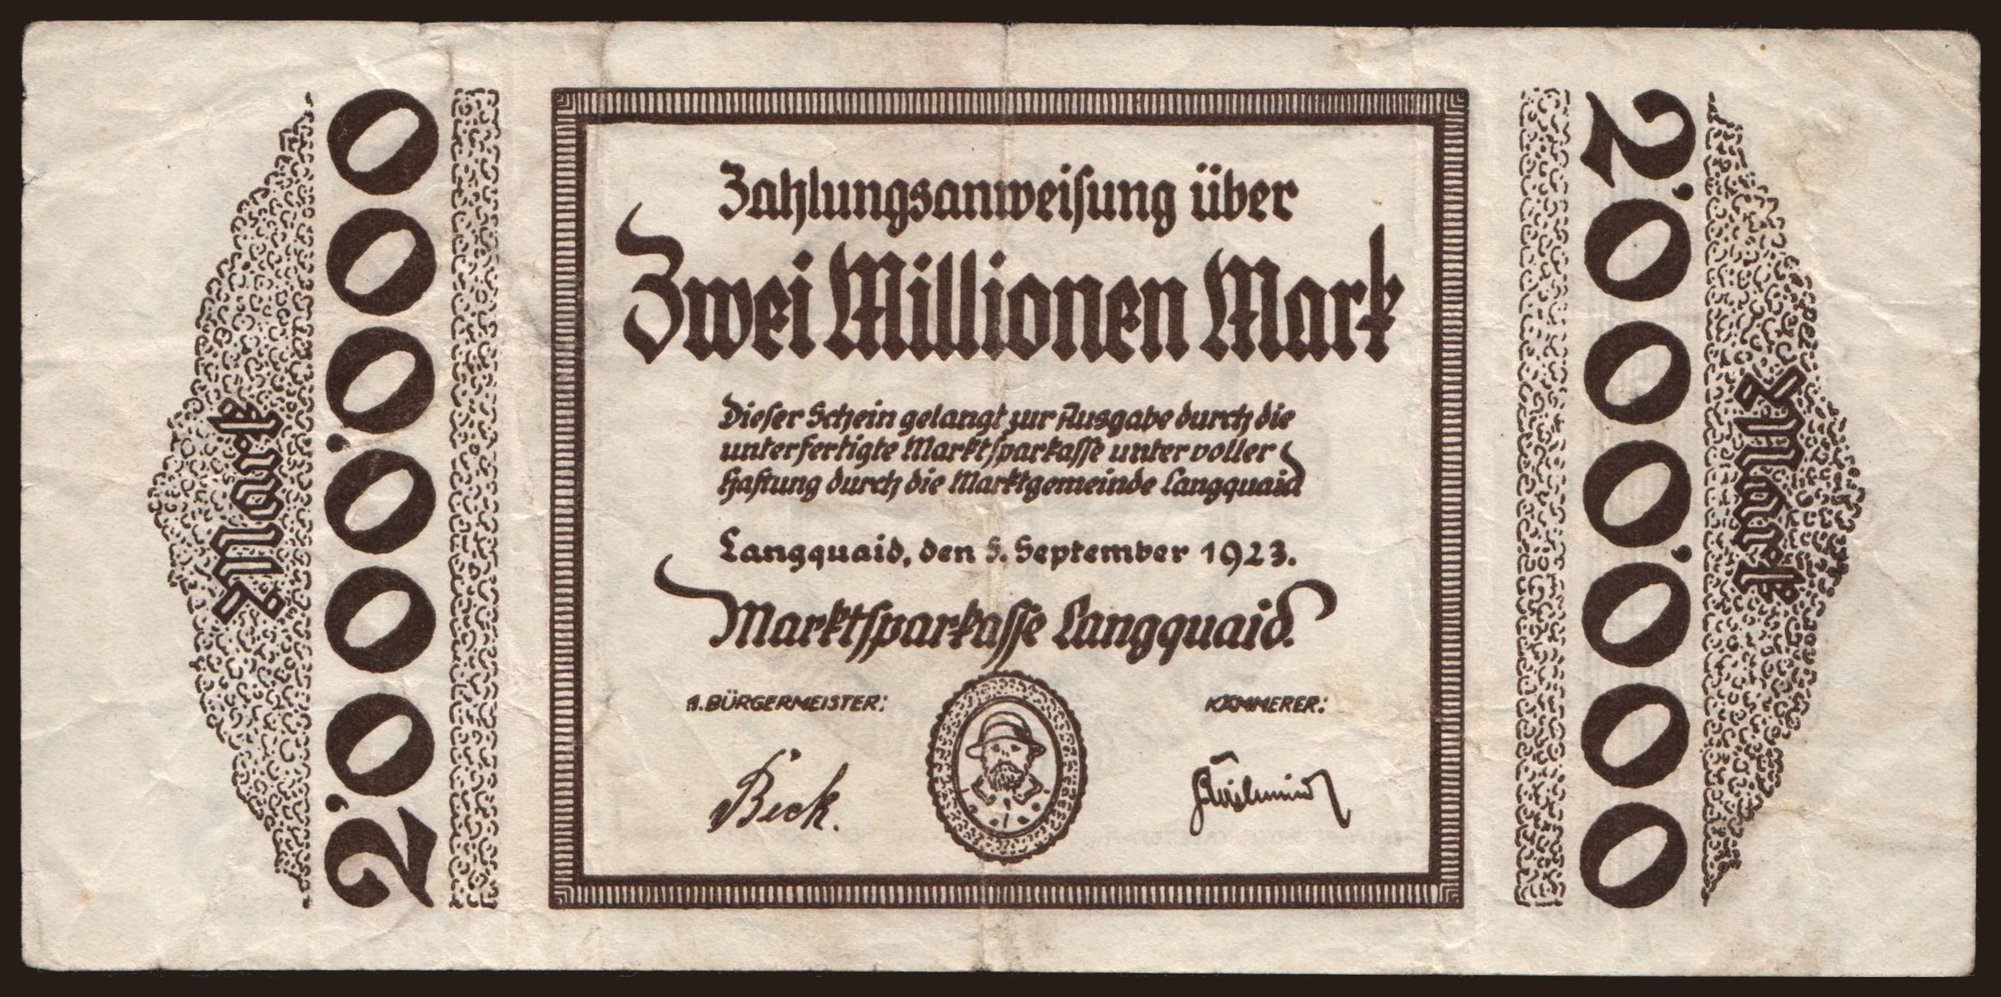 Mark
2'000'000
Zahlungsanweisung über
Zwei Millionen Mark
Dieser Schein gelangt zur Ausgabe durch die
unterfertigte Marktsparkasse unter voller
Haftung durch die Marktgemeinde Langquaid
Langquaid, den 5. September 1923.
Marktsparkasse Langquaid.
1. BÜRGERMEISTER:
KÄMMERER:
Beck.
2'000'000
Mark